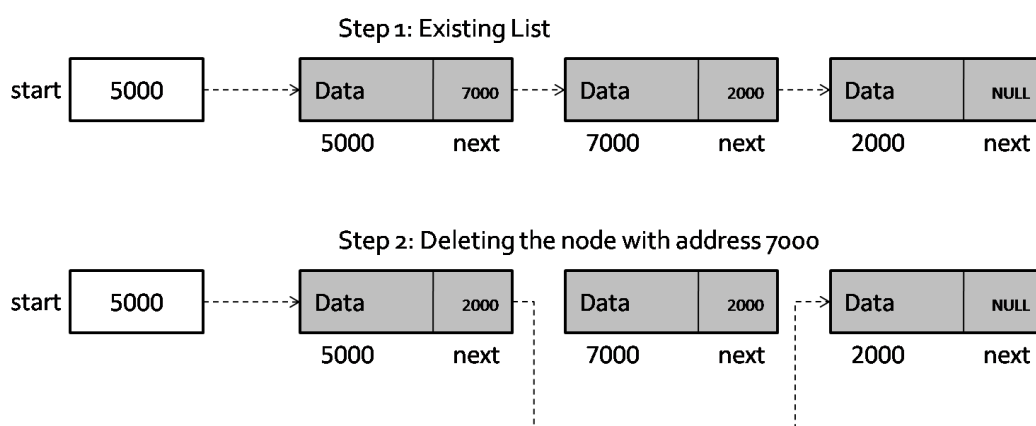 Step 1: Existing List
start 5000 Data 7000 Data 2000 Data NULL
5000 next 7000 next 2000 next
Step 2: Deleting the node with address 7000
start 5000 Data 2000 Data 2000 Data NULL
5000 next 7000 next 2000 next